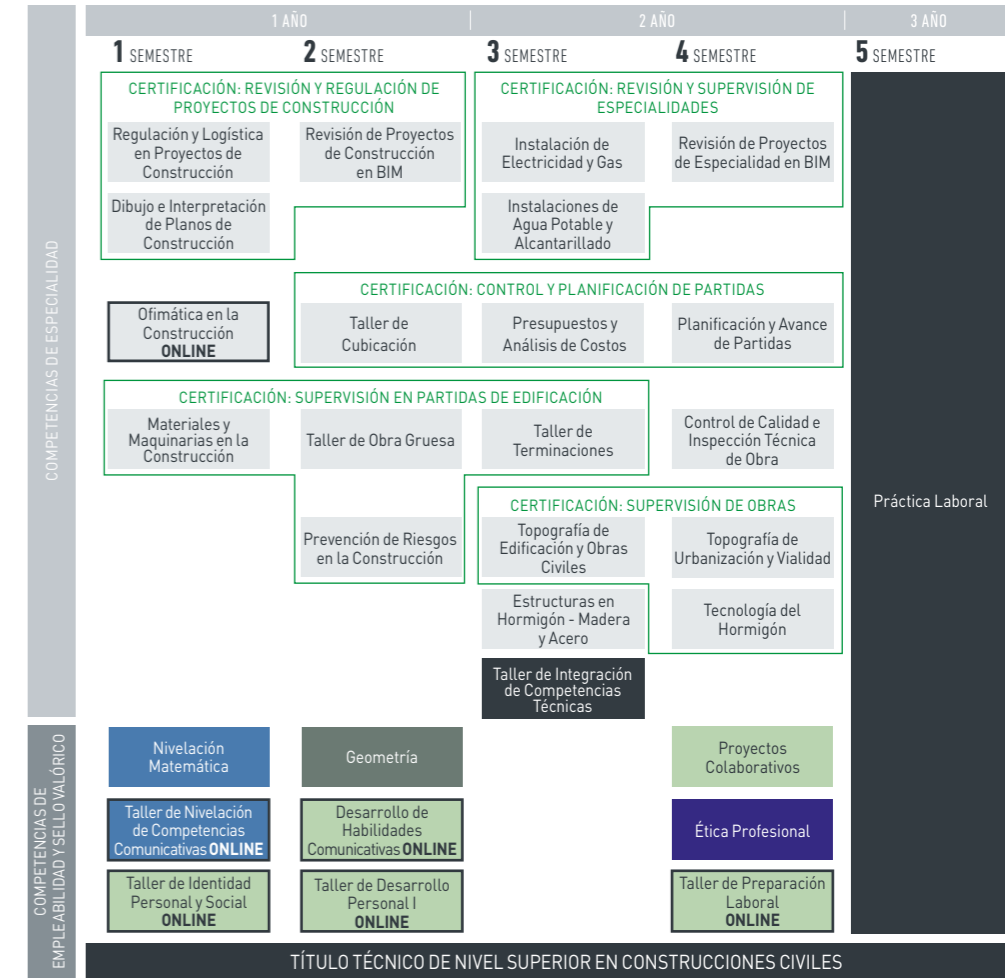 1 AÑO
2 AÑO
3 AÑO
1 SEMESTRE
2 SEMESTRE
3 SEMESTRE
4 SEMESTRE
5 SEMESTRE
COMPETENCIAS DE ESPECIALIDAD
CERTIFICACIÓN: REVISIÓN Y REGULACIÓN DE
PROYECTOS DE CONSTRUCCIÓN
Regulación y Logística
en Proyectos de
Construcción
Revisión de Proyectos
de Construcción
en BIM
Dibujo e Interpretación
de Planos de
Construcción
CERTIFICACIÓN: REVISIÓN Y SUPERVISIÓN DE
ESPECIALIDADES
Instalación de
Electricidad y Gas
Revisión de Proyectos
de Especialidad en BIM
Instalaciones de
Agua Potable y
Alcantarillado
Ofimática en la
Construcción
ONLINE
CERTIFICACIÓN: CONTROL Y PLANIFICACIÓN DE PARTIDAS
Taller de
Cubicación
Presupuestos y
Análisis de Costos
Planificación y Avance
de Partidas
CERTIFICACIÓN: SUPERVISIÓN EN PARTIDAS DE EDIFICACIÓN
Materiales y
Maquinarias en la
Construcción
Taller de Obra Gruesa
Taller de
Terminaciones
Control de Calidad e
Inspección Técnica
de Obra
Prevención de Riesgos
en la Construcción
CERTIFICACIÓN: SUPERVISIÓN DE OBRAS
Topografía de
Edificación y Obras
Civiles
Topografía de
Urbanización y Vialidad
Estructuras en
Hormigón - Madera
y Acero
Tecnología del
Hormigón
Taller de Integración
de Competencias
Técnicas
Práctica Laboral
COMPETENCIAS DE
EMPLEABILIDAD Y SELLO VALÓRICO
Nivelación
Matemática
Geometría
Proyectos
Colaborativos
Taller de Nivelación
de Competencias
Comunicativas ONLINE
Desarrollo de
Habilidades
Comunicativas ONLINE
Ética Profesional
Taller de Identidad
Personal y Social
ONLINE
Taller de Desarrollo
Personal I
ONLINE
Taller de Preparación
Laboral
ONLINE
TÍTULO TÉCNICO DE NIVEL SUPERIOR EN CONSTRUCCIONES CIVILES